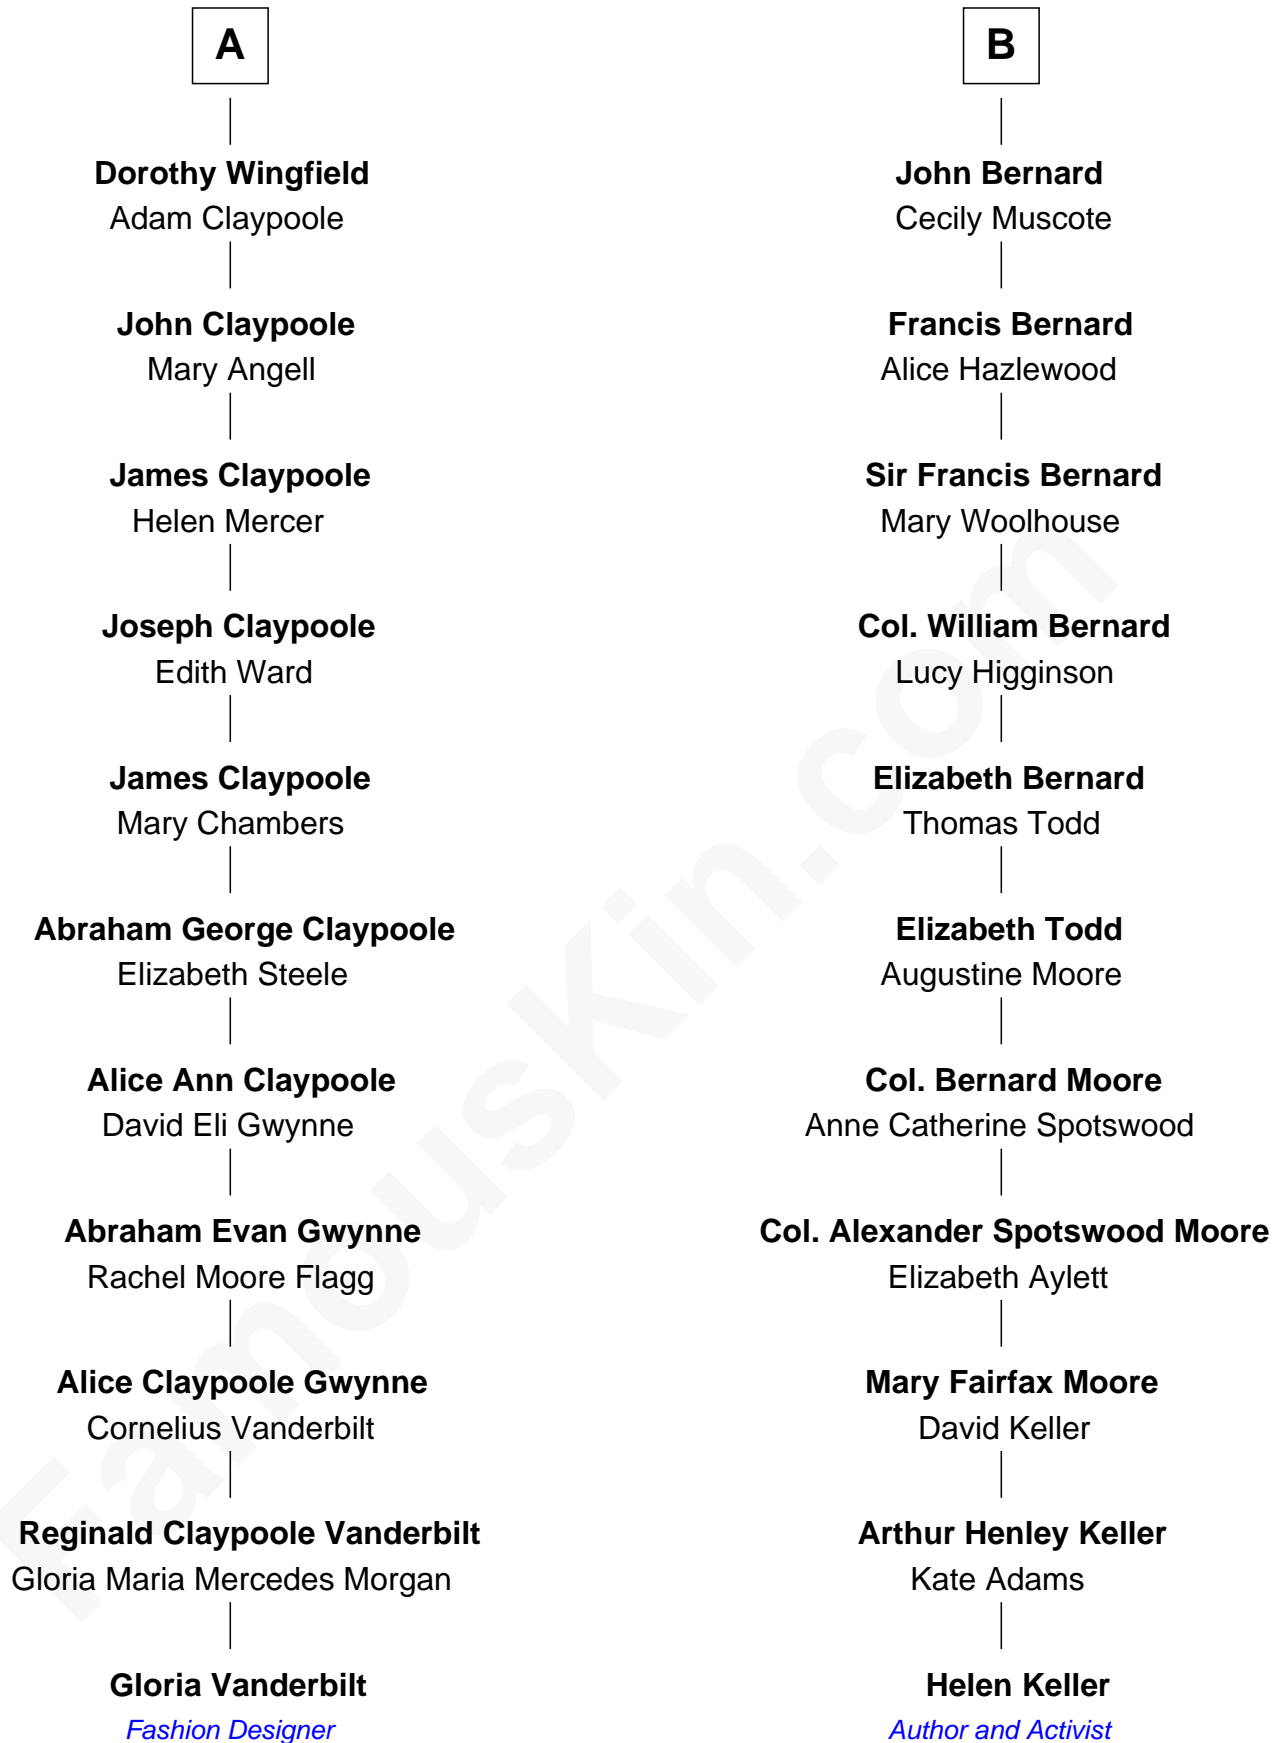 A
Dorothy Wingfield
Adam Claypoole
John Claypoole
Mary Angell
James Claypoole
Helen Mercer
Joseph Claypoole
Edith Ward
James Claypoole
Mary Chambers
Abraham George Claypoole
Elizabeth Steele
Alice Ann Claypoole
David Eli Gwynne
Abraham Evan Gwynne
Rachel Moore Flagg
Alice Claypoole Gwynne
Cornelius Vanderbilt
Reginald Claypoole Vanderbilt
Gloria Maria Mercedes Morgan
Gloria Vanderbilt
Fashion Designer
B
John Bernard
Cecily Muscote
Francis Bernard
Alice Hazlewood
Sir Francis Bernard
Mary Woolhouse
Col. William Bernard
Lucy Higginson
Elizabeth Bernard
Thomas Todd
Elizabeth Todd
Augustine Moore
Col. Bernard Moore
Anne Catherine Spotswood
Col. Alexander Spotswood Moore
Elizabeth Aylett
Mary Fairfax Moore
David Keller
Arthur Henley Keller
Kate Adams
Helen Keller
Author and Activist
FamousKin.com